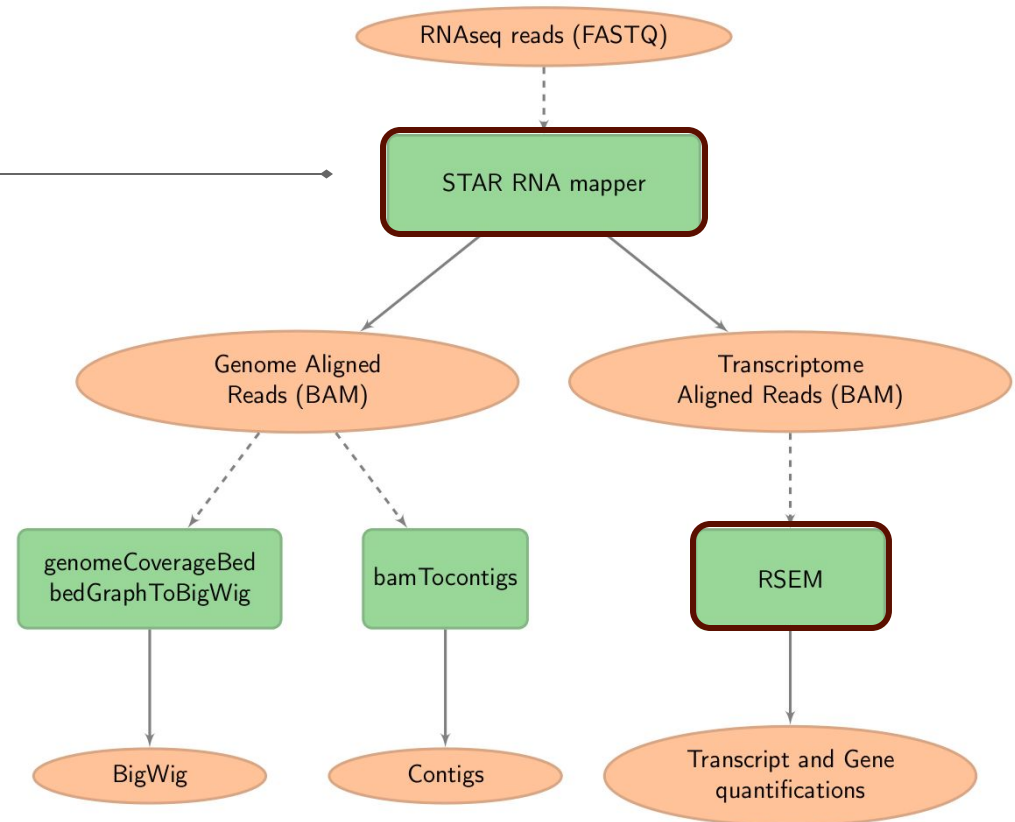 RNAseq reads (FASTQ)
STAR RNA mapper
Genome Aligned
Reads (BAM)
Transcriptome
Aligned Reads (BAM)
genomeCoverageBed
bedGraphToBigWig
bamTocontigs
RSEM
BigWig
Contigs
Transcript and Gene
quantifications